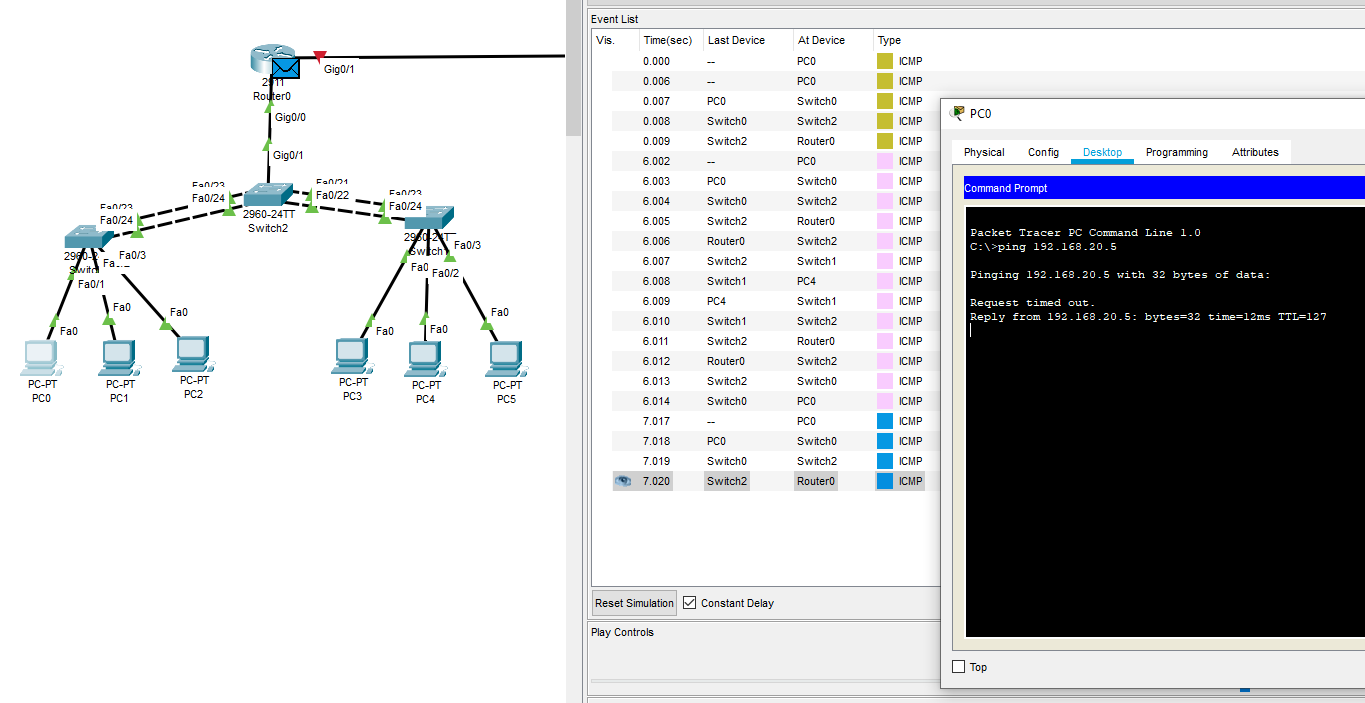 Gig0/1
2911
Router0
Gig0/0
Gig0/1
Fa0/23
Fa0/24
Fa0/21
Fa0/22
Fa0/23
Fa0/24
2960-24TT
Switch2
Fa0/23
Fa0/24
Fa0/3
Fa0/1
Fa0/3
Fa0/2
Fa0
Fa0
Fa0
Fa0
Fa0
Fa0
PC-PT
PC0
PC-PT
PC1
PC-PT
PC2
PC-PT
PC3
PC-PT
PC4
PC-PT
PC5
Event List
Vis. Time(sec) Last Device At Device Type
0.000 -- PC0 ICMP
0.006 -- PC0 ICMP
0.007 PC0 Switch0 ICMP
0.008 Switch0 Switch2 ICMP
0.009 Switch2 Router0 ICMP
6.002 -- PC0 ICMP
6.003 PC0 Switch0 ICMP
6.004 Switch0 Switch2 ICMP
6.005 Switch2 Router0 ICMP
6.006 Router0 Switch2 ICMP
6.007 Switch2 Switch1 ICMP
6.008 Switch1 PC4 ICMP
6.009 PC4 Switch1 ICMP
6.010 Switch1 Switch2 ICMP
6.011 Switch2 Router0 ICMP
6.012 Router0 Switch2 ICMP
6.013 Switch2 Switch0 ICMP
6.014 Switch0 PC0 ICMP
7.017 -- PC0 ICMP
7.018 PC0 Switch0 ICMP
7.019 Switch0 Switch2 ICMP
7.020 Switch2 Router0 ICMP
Reset Simulation Constant Delay
Play Controls
PC0
Physical Config Desktop Programming Attributes
Command Prompt
Packet Tracer PC Command Line 1.0
C:\>ping 192.168.20.5
Pinging 192.168.20.5 with 32 bytes of data:
Request timed out.
Reply from 192.168.20.5: bytes=32 time=12ms TTL=127
Top